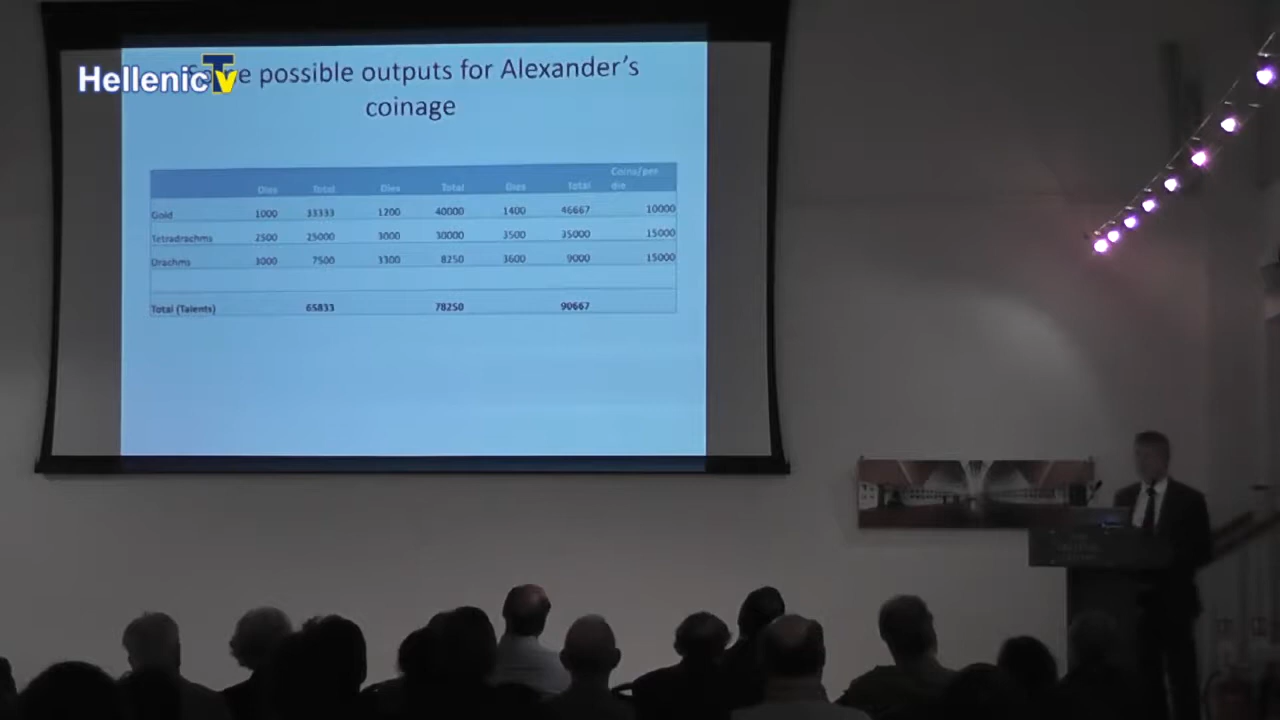 Hellenic Tv
possible outputs for Alexander's
coinage
Dies Total Dies Total Dies Total Coins/per die
Gold 1000 33333 1200 40000 1400 46667 10000
Tetradrachms 2500 25000 3000 30000 3500 35000 15000
Drachms 3000 7500 3300 8250 3600 9000 15000
Total (Talents) 65833 78250 90667